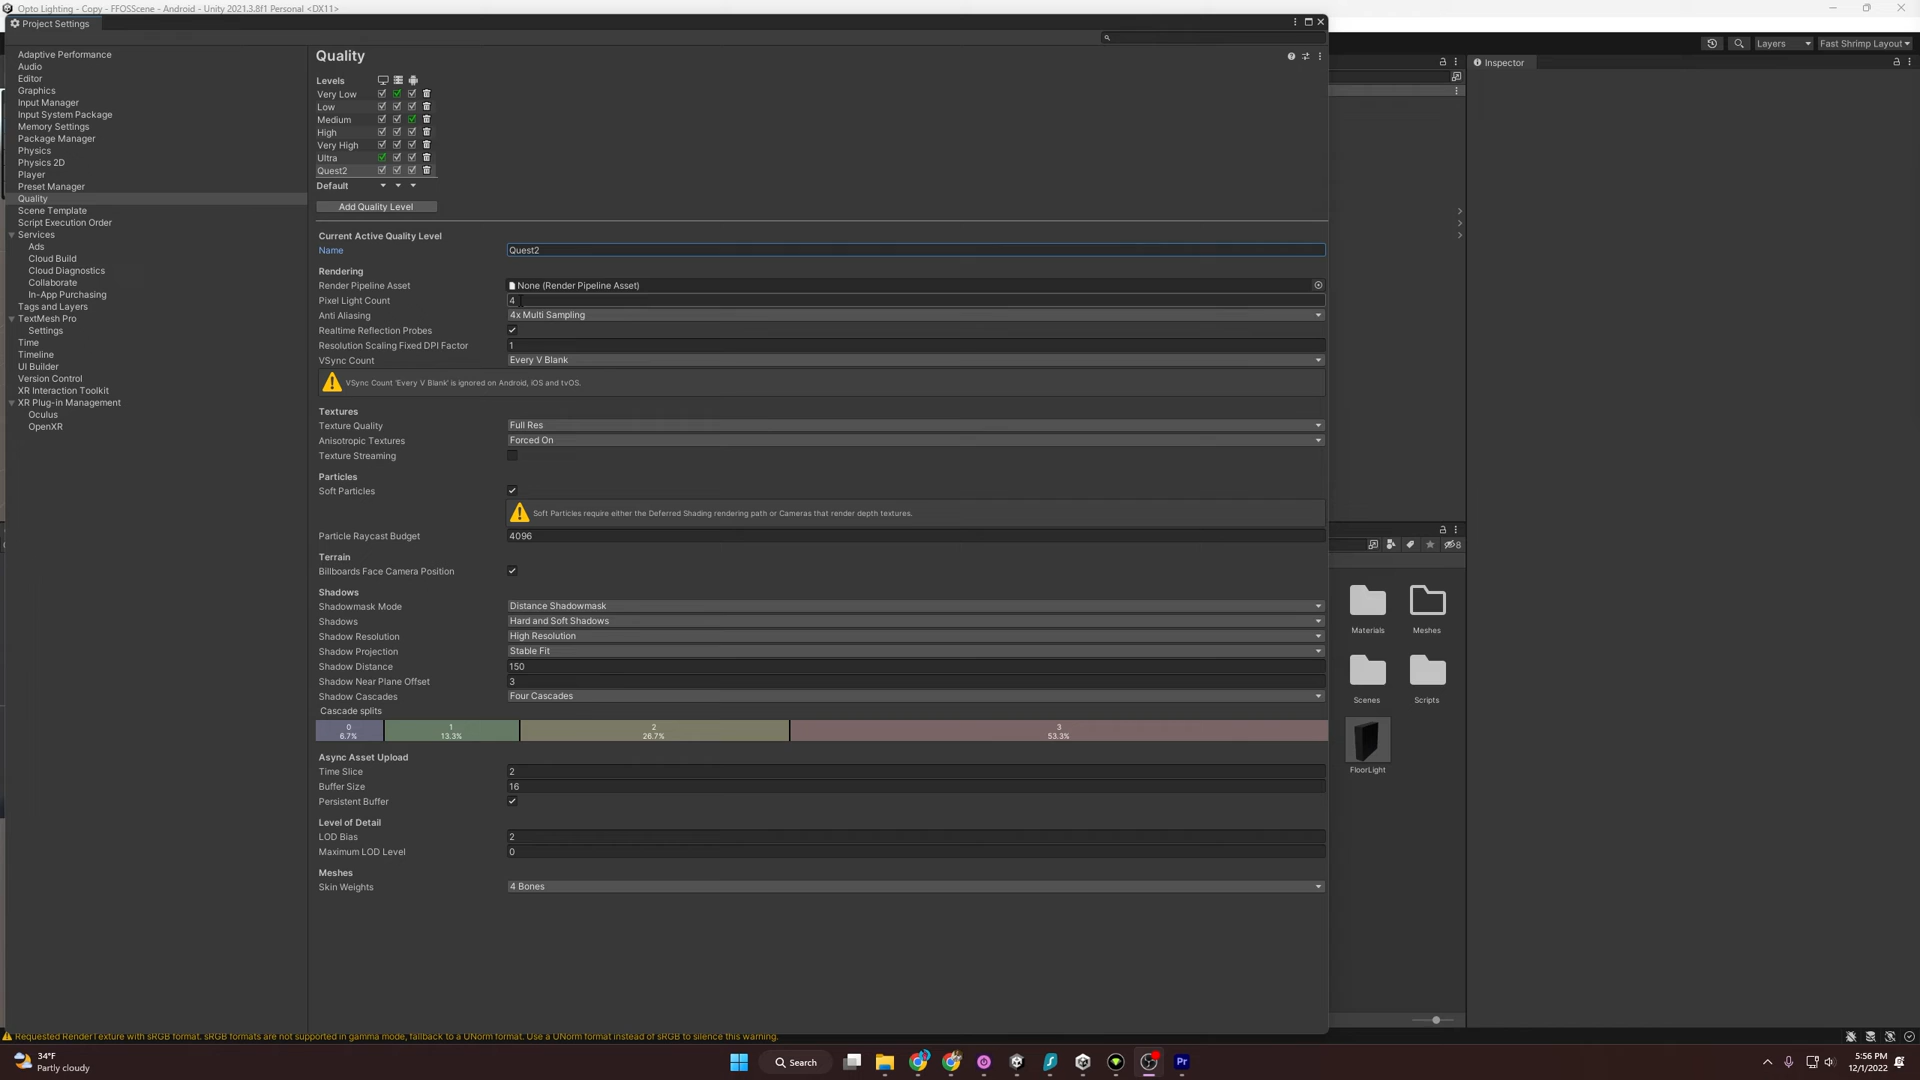 Opto Lighting - Copy - FFOSScene - Android - Unity 2021.3.8f1 Personal <DX11>
Project Settings
Layers
Fast Shrimp Layout
Inspector
Adaptive Performance
Audio
Editor
Graphics
Input Manager
Input System Package
Memory Settings
Package Manager
Physics
Physics 2D
Player
Preset Manager
Quality
Scene Template
Script Execution Order
Services
Ads
Cloud Build
Cloud Diagnostics
Collaborate
In-App Purchasing
Tags and Layers
TextMesh Pro
Settings
Time
Timeline
UI Builder
Version Control
XR Interaction Toolkit
XR Plug-in Management
Oculus
OpenXR
Quality
Levels
Very Low
Low
Medium
High
Very High
Ultra
Quest2
Default
Add Quality Level
Current Active Quality Level
Name Quest2
Rendering
Render Pipeline Asset None (Render Pipeline Asset)
Pixel Light Count 4
Anti Aliasing 4x Multi Sampling
Realtime Reflection Probes
Resolution Scaling Fixed DPI Factor 1
VSync Count Every V Blank
VSync Count 'Every V Blank' is ignored on Android, iOS and tvOS.
Textures
Texture Quality Full Res
Anisotropic Textures Forced On
Texture Streaming
Particles
Soft Particles
Soft Particles require either the Deferred Shading rendering path or Cameras that render depth textures.
Particle Raycast Budget 4096
Terrain
Billboards Face Camera Position
Shadows
Shadowmask Mode Distance Shadowmask
Shadows Hard and Soft Shadows
Shadow Resolution High Resolution
Shadow Projection Stable Fit
Shadow Distance 150
Shadow Near Plane Offset 3
Shadow Cascades Four Cascades
Cascade splits
0 1 2 3
6.7% 13.3% 26.7% 53.3%
Async Asset Upload
Time Slice 2
Buffer Size 16
Persistent Buffer
Level of Detail
LOD Bias 2
Maximum LOD Level 0
Meshes
Skin Weights 4 Bones
8
Materials Meshes
Scenes Scripts
FloorLight
Requested RenderTexture with sRGB format. sRGB formats are not supported in gamma mode, fallback to a UNorm format. Use a UNorm format instead of sRGB to silence this warning.
34°F
Partly cloudy
Search
Pr
5:56 PM
12/1/2022